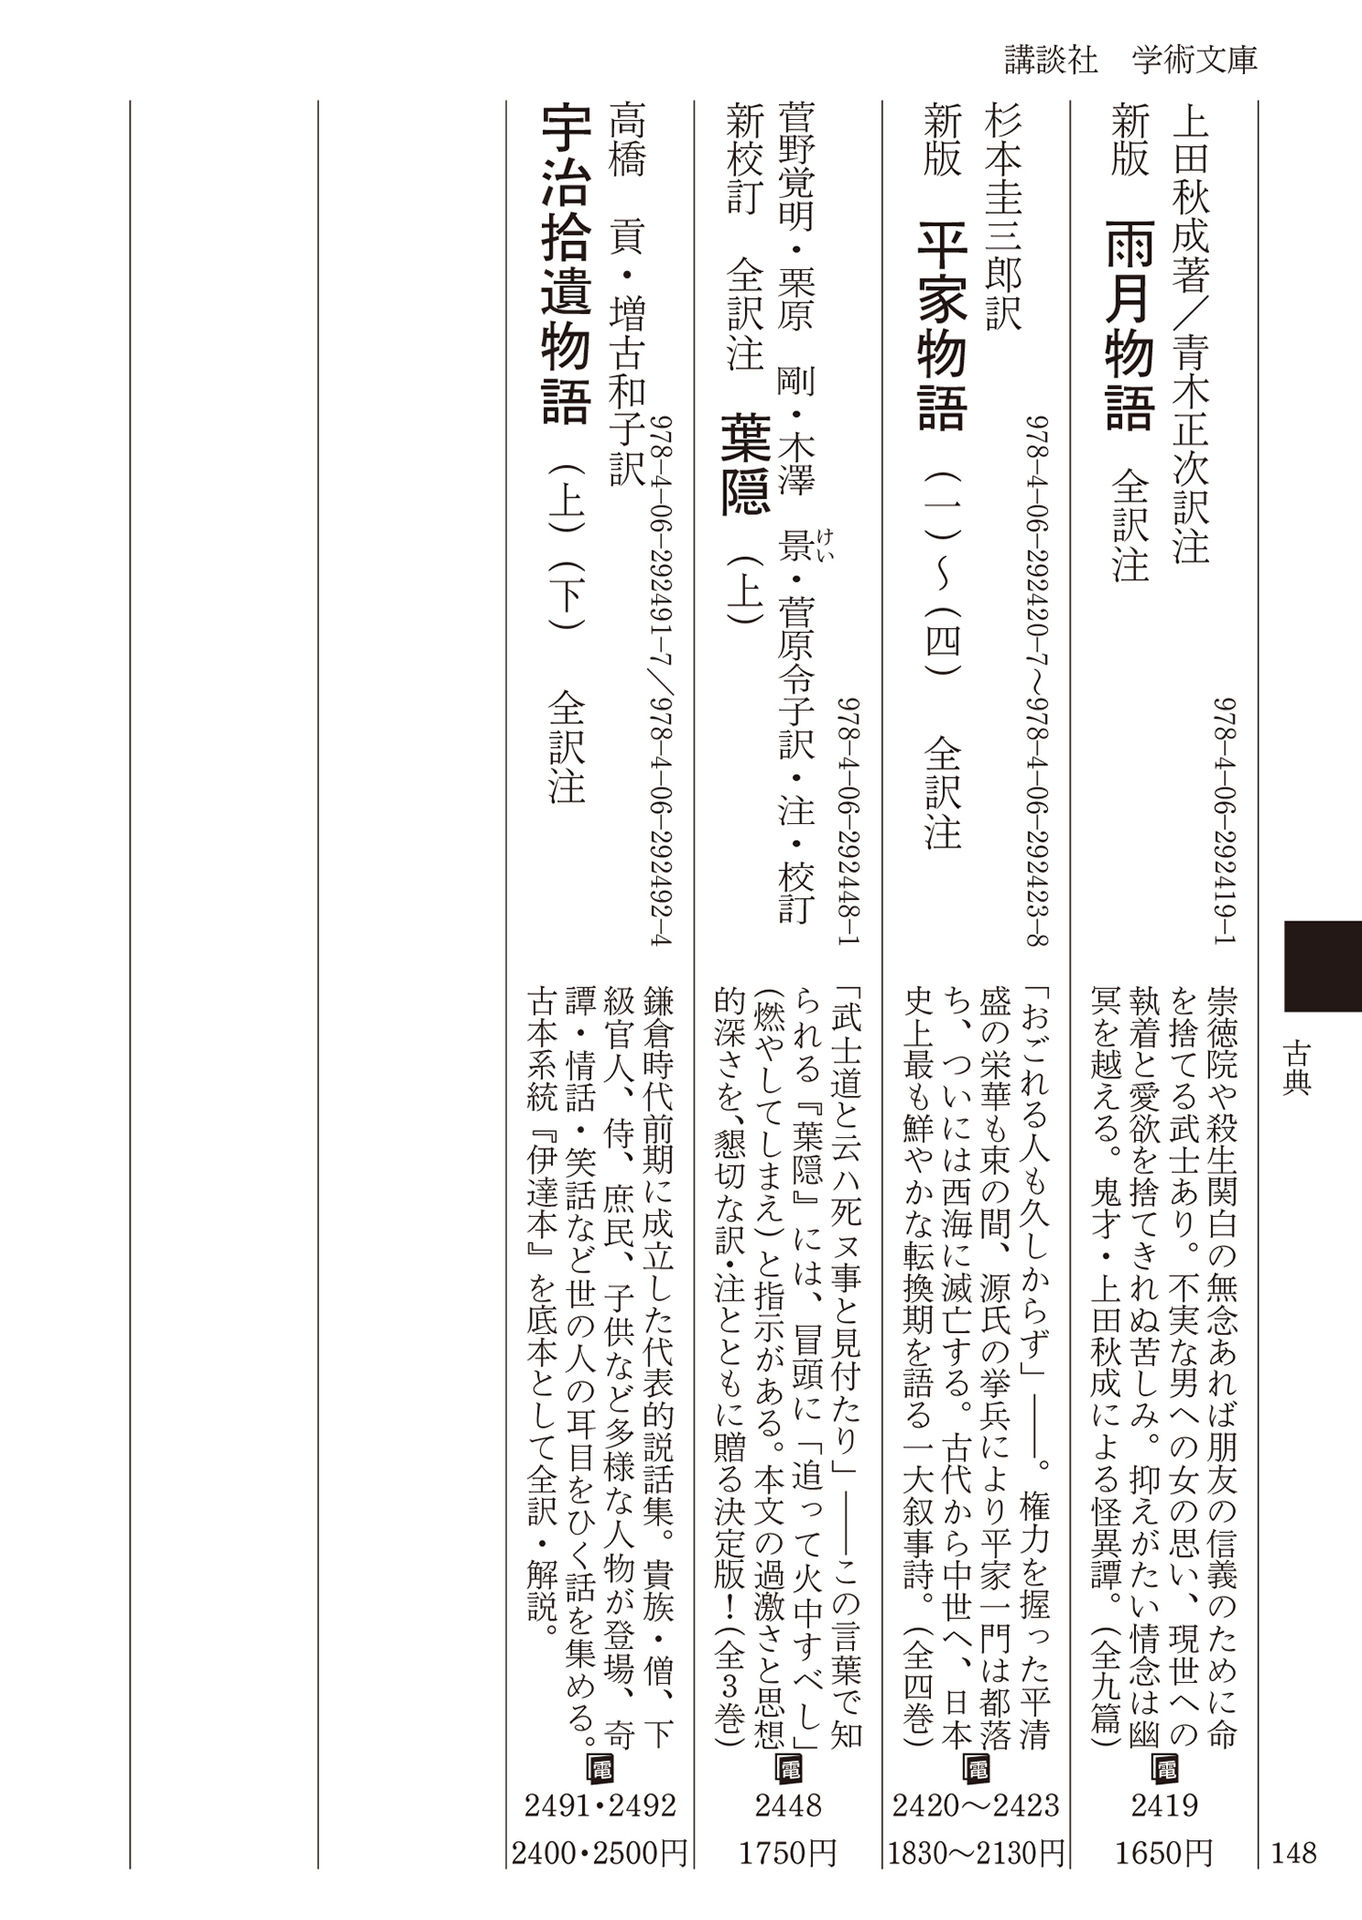 講談社　学術文庫
上田秋成著／青木正次訳注
新版　雨月物語　全訳注
978-4-06-292419-1
崇徳院や殺生関白の無念あれば朋友の信義のために命
を捨てる武士あり。不実な男への女の思い、現世への
執着と愛欲を捨てきれぬ苦しみ。抑えがたい情念は幽
冥を越える。鬼才・上田秋成による怪異譚。（全九篇）
電
2419
1650円
杉本圭三郎訳
新版　平家物語　（一）～（四）　全訳注
978-4-06-292420-7～978-4-06-292423-8
「おごれる人も久しからず」――。権力を握った平清
盛の栄華も束の間、源氏の挙兵により平家一門は都落
ち、ついには西海に滅亡する。古代から中世へ、日本
史上最も鮮やかな転換期を語る一大叙事詩。（全四巻）
電
2420～2423
1830～2130円
菅野覚明・栗原　剛・木澤　景・菅原令子訳・注・校訂
けい
新校訂　全訳注　葉隠　（上）
978-4-06-292448-1
「武士道と云ハ死ヌ事と見付たり」――この言葉で知
られる『葉隠』には、冒頭に「追って火中すべし」
（燃やしてしまえ）と指示がある。本文の過激さと思想
的深さを、懇切な訳・注とともに贈る決定版！（全３巻）
電
2448
1750円
高橋　貢・増古和子訳
宇治拾遺物語　（上）（下）　全訳注
978-4-06-292491-7／978-4-06-292492-4
鎌倉時代前期に成立した代表的説話集。貴族・僧、下
級官人、侍、庶民、子供など多様な人物が登場、奇
譚・情話・笑話など世の人の耳目をひく話を集める。
古本系統『伊達本』を底本として全訳・解説。
電
2491・2492
2400・2500円
古典
148